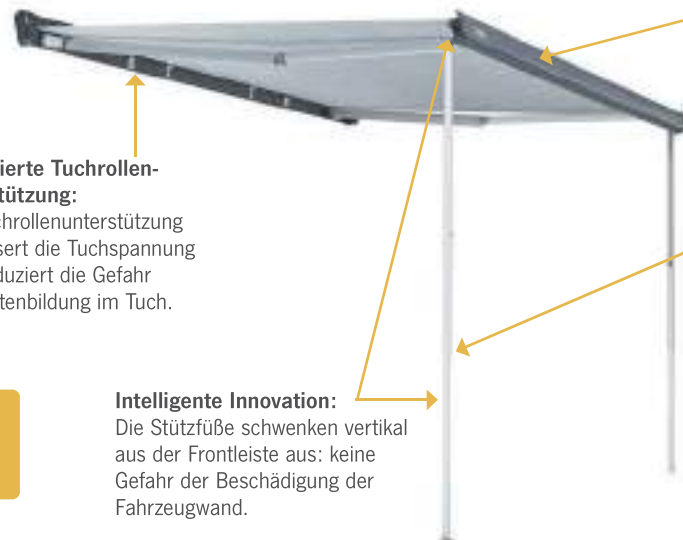 ierte Tuchrollen-
tützung:
chrollenunterstützung
sert die Tuchspannung
duziert die Gefahr
tenbildung im Tuch.
Intelligente Innovation:
Die Stützfüße schwenken vertikal
aus der Frontleiste aus: keine
Gefahr der Beschädigung der
Fahrzeugwand.